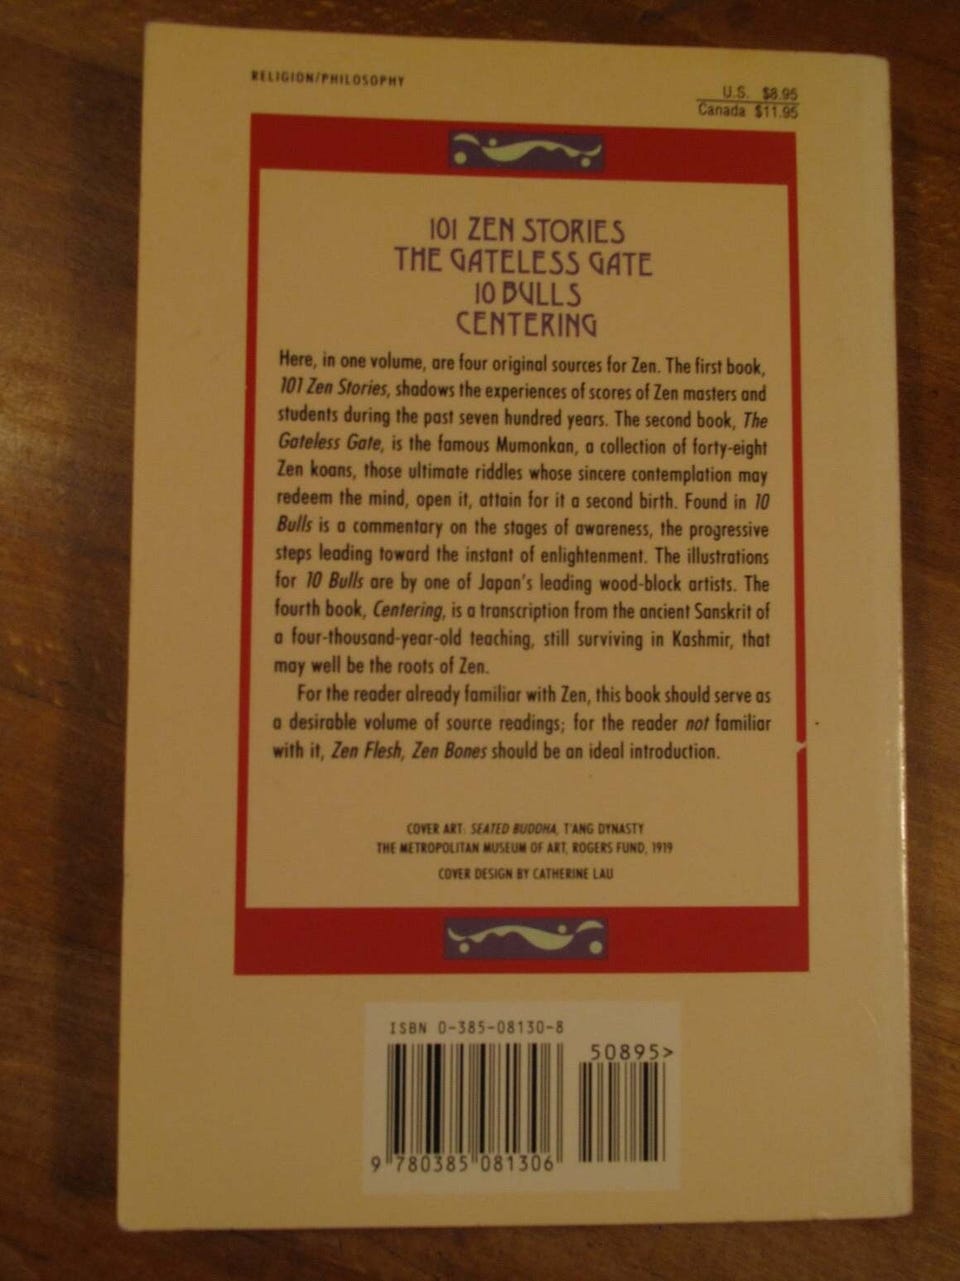 RELIGION/PHILOSOPHY
U.S. $8.95
Canada $11.95
101 ZEN STORIES
THE GATELESS GATE
10 BULLS
CENTERING
Here, in one volume, are four original sources for Zen. The first book,
101 Zen Stories, shadows the experiences of scores of Zen masters and
students during the past seven hundred years. The second book, The
Gateless Gate, is the famous Mumonkan, a collection of forty-eight
Zen koans, those ultimate riddles whose sincere contemplation may
redeem the mind, open it, attain for it a second birth. Found in 10
Bulls is a commentary on the stages of awareness, the progressive
steps leading toward the instant of enlightenment. The illustrations
for 10 Bulls are by one of Japan's leading wood-block artists. The
fourth book, Centering, is a transcription from the ancient Sanskrit of
a four-thousand-year-old teaching, still surviving in Kashmir, that
may well be the roots of Zen.
For the reader already familiar with Zen, this book should serve as
a desirable volume of source readings; for the reader not familiar
with it, Zen Flesh, Zen Bones should be an ideal introduction.
COVER ART: SEATED BUDDHA, T'ANG DYNASTY
THE METROPOLITAN MUSEUM OF ART, ROGERS FUND, 1919
COVER DESIGN BY CATHERINE LAU
ISBN 0-385-08130-8
50895>
9 780385 081306